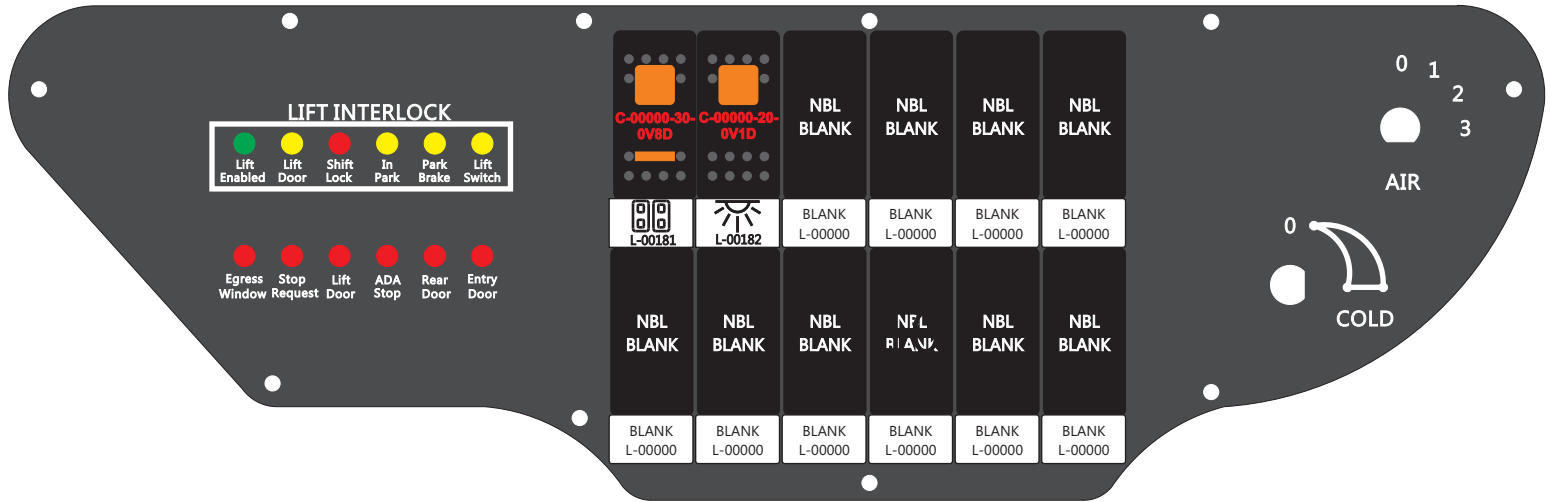 LIFT INTERLOCK
Lift Enabled
Lift Door
Shift Lock
In Park
Park Brake
Lift Switch
Egress Window
Stop Request
Lift Door
ADA Stop
Rear Door
Entry Door
C-00000-30-
0V8D
C-00000-20-
0V1D
NBL
BLANK
NBL
BLANK
NBL
BLANK
NBL
BLANK
L-00181
L-00182
BLANK
L-00000
BLANK
L-00000
BLANK
L-00000
BLANK
L-00000
NBL
BLANK
NBL
BLANK
NBL
BLANK
NBL
BLANK
NBL
BLANK
NBL
BLANK
BLANK
L-00000
BLANK
L-00000
BLANK
L-00000
BLANK
L-00000
BLANK
L-00000
BLANK
L-00000
0
1
2
3
AIR
0
COLD